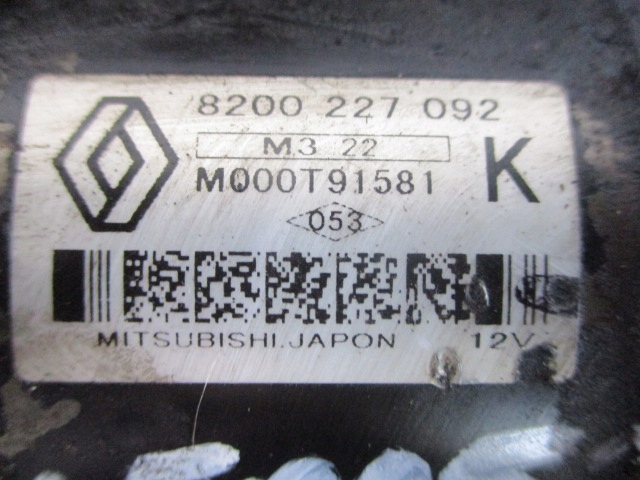 8200 227 092
M3 22
M000T91581
K
053
MITSUBISHI.JAPON 12V